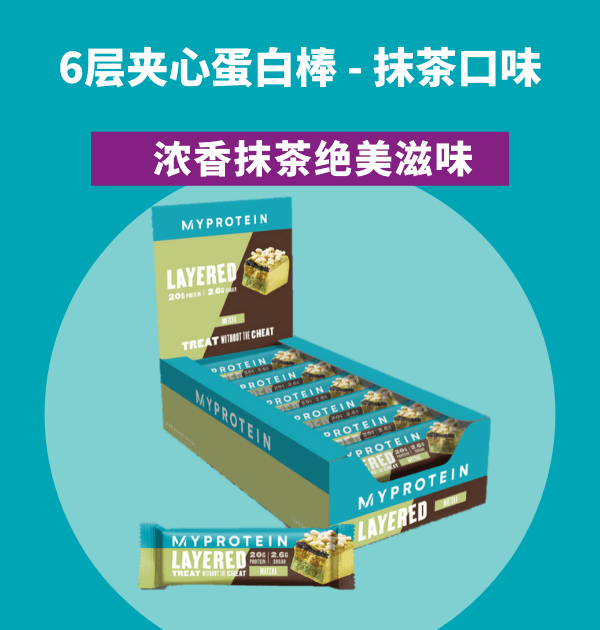 6层夹心蛋白棒 - 抹茶口味
浓香抹茶绝美滋味
MYPROTEIN
LAYERED
20G PROTEIN | 2.6G SUGAR
MATCHA
TREAT WITHOUT THE CHEAT
MYPROTEIN
MYPROTEIN
LAYERED
MATCHA
MYPROTEIN
LAYERED
20G PROTEIN | 2.6G SUGAR
TREAT WITHOUT THE CHEAT
MATCHA